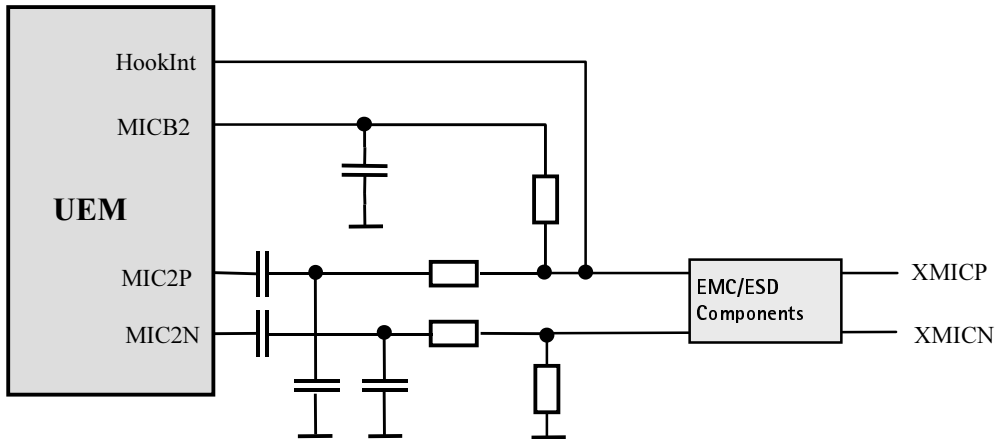 HookInt
MICB2
UEM
MIC2P
MIC2N
EMC/ESD
Components
XMICP
XMICN